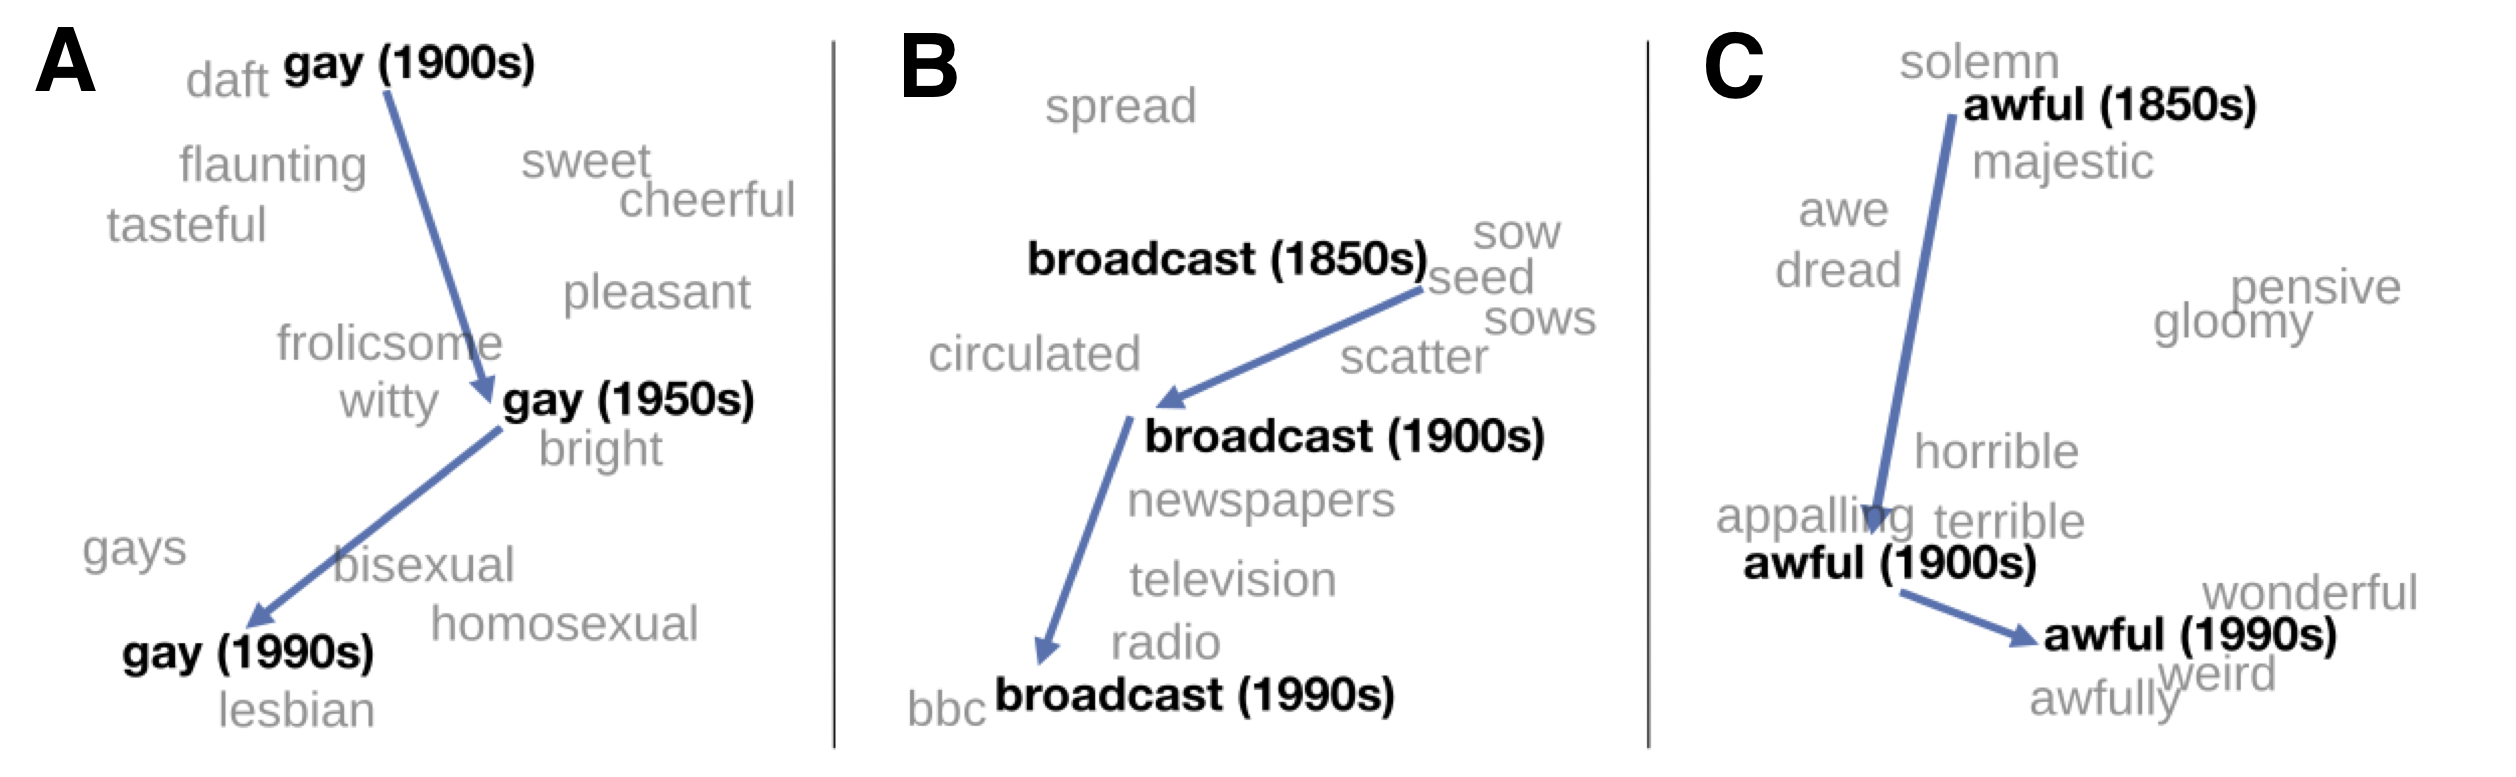 A
daft gay (1900s)
flaunting sweet
cheerful
tasteful
pleasant
frolicsome
witty gay (1950s)
bright
gays bisexual
homosexual
gay (1990s)
lesbian
B
spread
sow
broadcast (1850s)
seed
sows
circulated scatter
broadcast (1900s)
newspapers
television
radio
bbc broadcast (1990s)
C
solemn
awful (1850s)
majestic
awe
dread
pensive
gloomy
horrible
appalling terrible
awful (1900s)
wonderful
awful (1990s)
weird
awfully